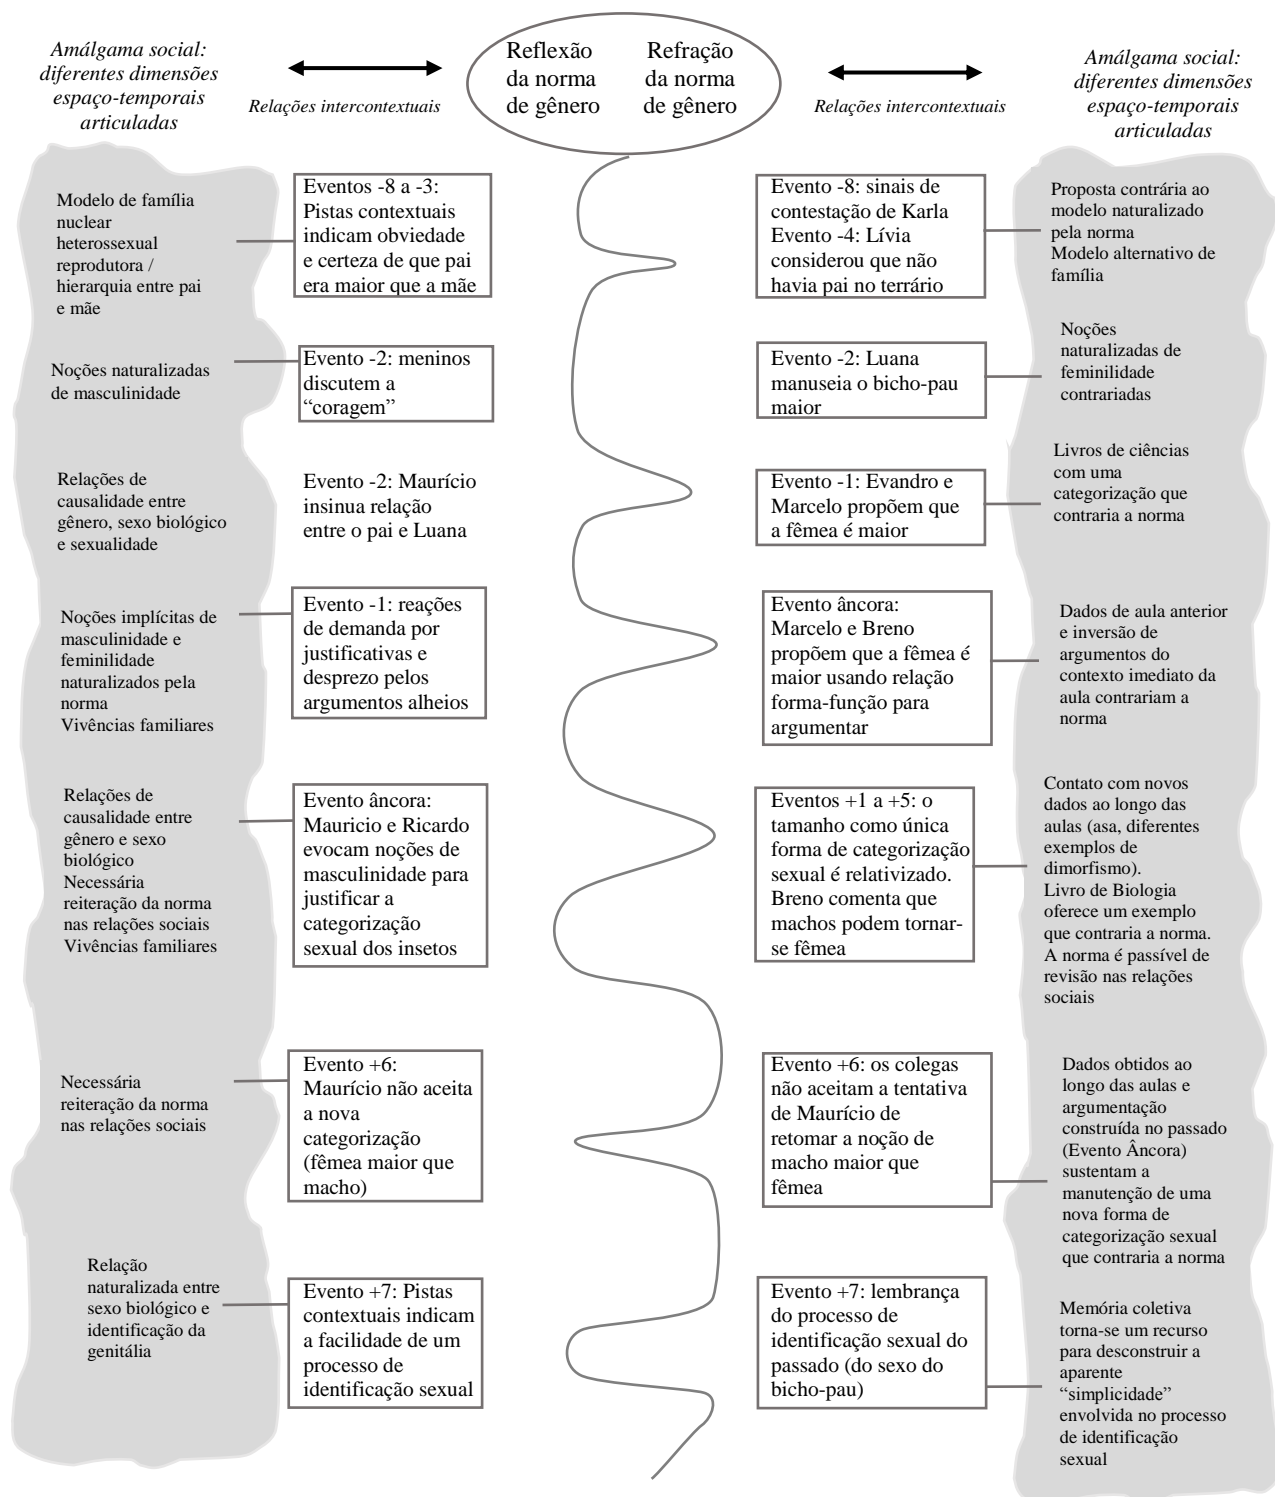 Amálgama social:
diferentes dimensões
espaço-temporais
articuladas
Relações intercontextuais
Reflexão
da norma
de gênero
Refração
da norma
de gênero
Relações intercontextuais
Amálgama social:
diferentes dimensões
espaço-temporais
articuladas
Modelo de família
nuclear
heterossexual
reprodutora /
hierarquia entre pai
e mãe
Eventos -8 a -3:
Pistas contextuais
indicam obviedade
e certeza de que pai
era maior que a mãe
Evento -8: sinais de
contestação de Karla
Evento -4: Lívia
considerou que não
havia pai no terrário
Proposta contrária ao
modelo naturalizado
pela norma
Modelo alternativo de
família
Noções naturalizadas
de masculinidade
Evento -2: meninos
discutem a
“coragem”
Evento -2: Luana
manuseia o bicho-pau
maior
Noções
naturalizadas de
feminilidade
contrariadas
Relações de
causalidade entre
gênero, sexo biológico
e sexualidade
Evento -2: Maurício
insinua relação
entre o pai e Luana
Evento -1: Evandro e
Marcelo propõem que
a fêmea é maior
Livros de ciências
com uma
categorização que
contraria a norma
Noções implícitas de
masculinidade e
feminilidade
naturalizados pela
norma
Vivências familiares
Evento -1: reações
de demanda por
justificativas e
desprezo pelos
argumentos alheios
Evento âncora:
Marcelo e Breno
propõem que a fêmea é
maior usando relação
forma-função para
argumentar
Dados de aula anterior
e inversão de
argumentos do
contexto imediato da
aula contrariam a
norma
Relações de
causalidade entre
gênero e sexo
biológico
Necessária
reiteração da norma
nas relações sociais
Vivências familiares
Evento âncora:
Mauricio e Ricardo
evocam noções de
masculinidade para
justificar a
categorização
sexual dos insetos
Eventos +1 a +5: o
tamanho como única
forma de categorização
sexual é relativizado.
Breno comenta que
machos podem tornar-
se fêmea
Contato com novos
dados ao longo das
aulas (asa, diferentes
exemplos de
dimorfismo).
Livro de Biologia
oferece um exemplo
que contraria a norma.
A norma é passível de
revisão nas relações
sociais
Necessária
reiteração da norma
nas relações sociais
Evento +6:
Maurício não aceita
a nova
categorização
(fêmea maior que
macho)
Evento +6: os colegas
não aceitam a tentativa
de Maurício de
retomar a noção de
macho maior que
fêmea
Dados obtidos ao
longo das aulas e
argumentação
construída no passado
(Evento Âncora)
sustentam a
manutenção de uma
nova forma de
categorização sexual
que contraria a norma
Relação
naturalizada entre
sexo biológico e
identificação da
genitália
Evento +7: Pistas
contextuais indicam
a facilidade de um
processo de
identificação sexual
Evento +7: lembrança
do processo de
identificação sexual do
passado (do sexo do
bicho-pau)
Memória coletiva
torna-se um recurso
para desconstruir a
aparente
“simplicidade”
envolvida no processo
de identificação
sexual